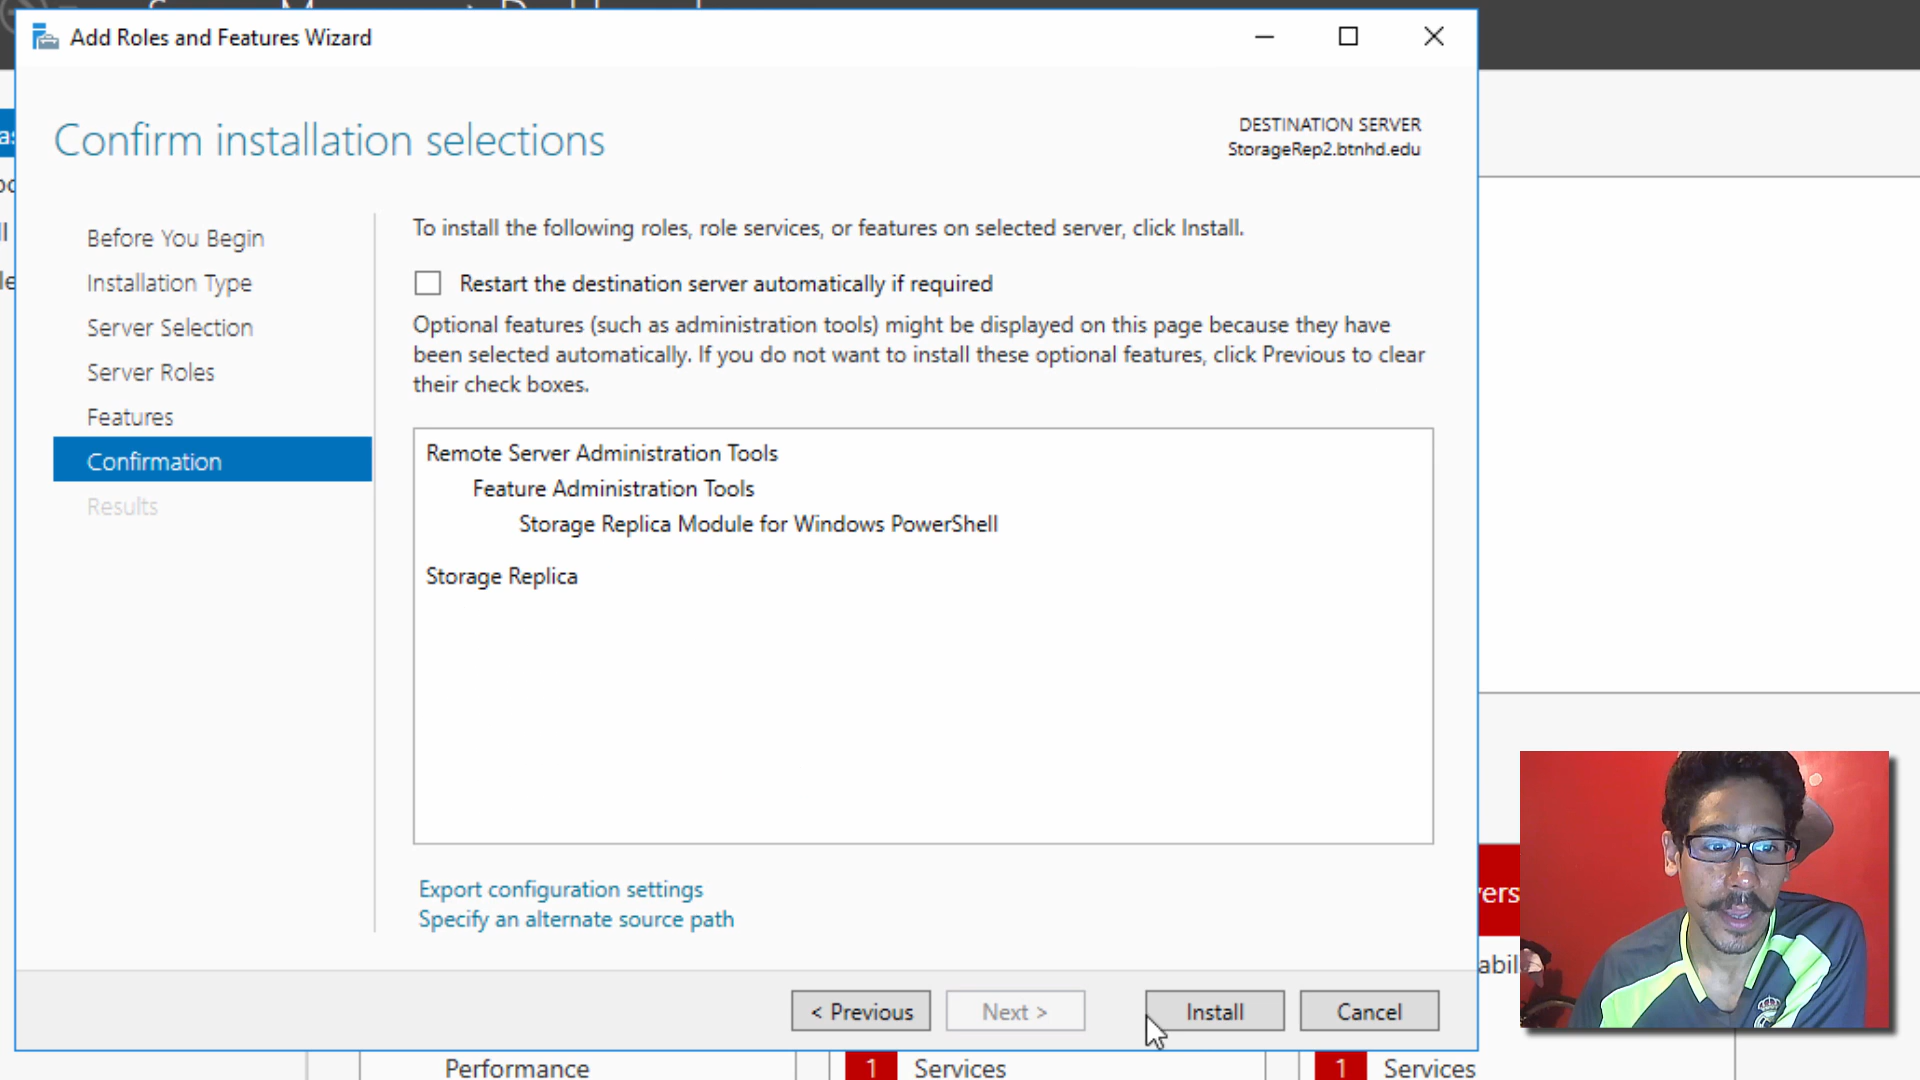 Add Roles and Features Wizard
Confirm installation selections
DESTINATION SERVER
StorageRep2.btnhd.edu
Before You Begin
Installation Type
Server Selection
Server Roles
Features
Confirmation
Results
To install the following roles, role services, or features on selected server, click Install.
Restart the destination server automatically if required
Optional features (such as administration tools) might be displayed on this page because they have
been selected automatically. If you do not want to install these optional features, click Previous to clear
their check boxes.
Remote Server Administration Tools
Feature Administration Tools
Storage Replica Module for Windows PowerShell
Storage Replica
Export configuration settings
Specify an alternate source path
< Previous
Next >
Install
Cancel
Performance
1 Services
1 Services